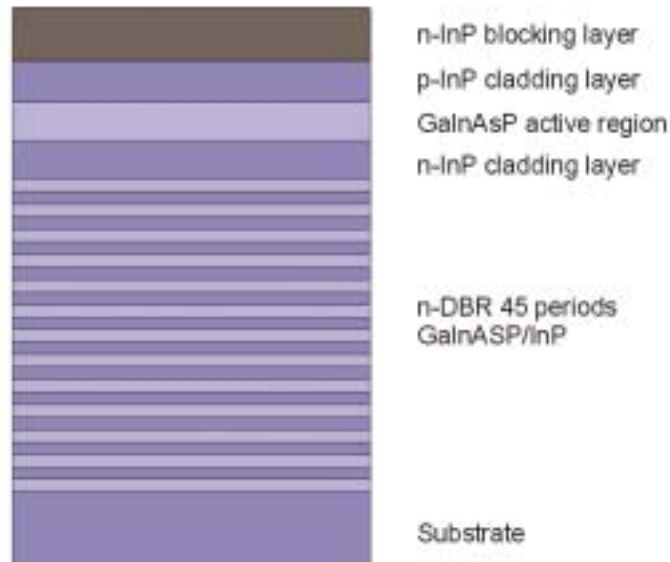 n-InP blocking layer
p-InP cladding layer
GaInAsP active region
n-InP cladding layer
n-DBR 45 periods
GaInASP/InP
Substrate